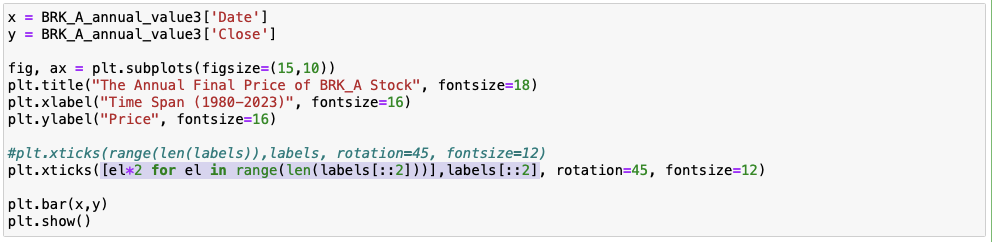 x = BRK_A_annual_value3['Date']
y = BRK_A_annual_value3['Close']
fig, ax = plt.subplots(figsize=(15,10))
plt.title("The Annual Final Price of BRK_A Stock", fontsize=18)
plt.xlabel("Time Span (1980-2023)", fontsize=16)
plt.ylabel("Price", fontsize=16)
#plt.xticks(range(len(labels)),labels, rotation=45, fontsize=12)
plt.xticks([el*2 for el in range(len(labels[::2]))],labels[::2], rotation=45, fontsize=12)
plt.bar(x,y)
plt.show()